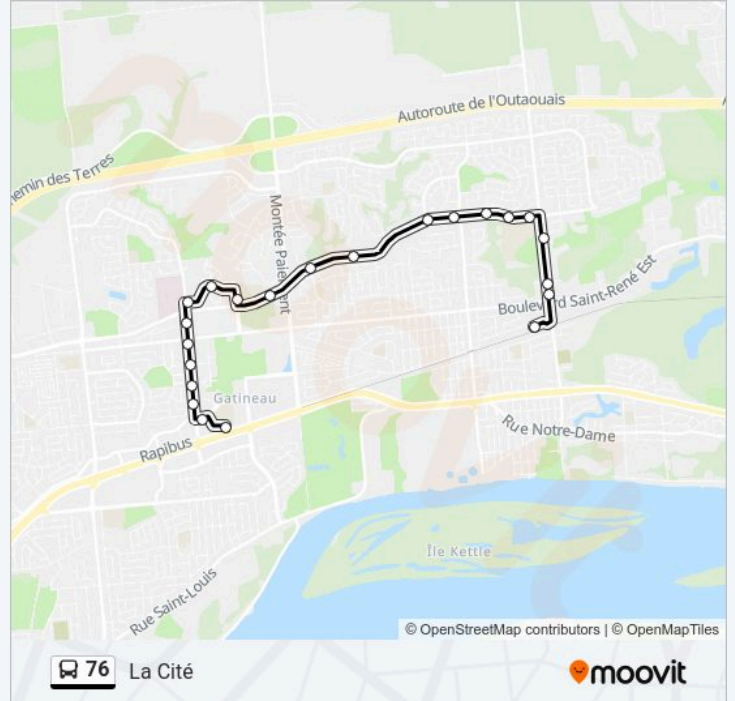 Autoroute de l'Outaouais
emin des Terres
Montée Paiement
Boulevard Saint-René Est
Gatineau
Rapibus
Rue Notre-Dame
Île Kettle
Rue Saint-Louis
© OpenStreetMap contributors | © OpenMapTiles
76 La Cité
moovit